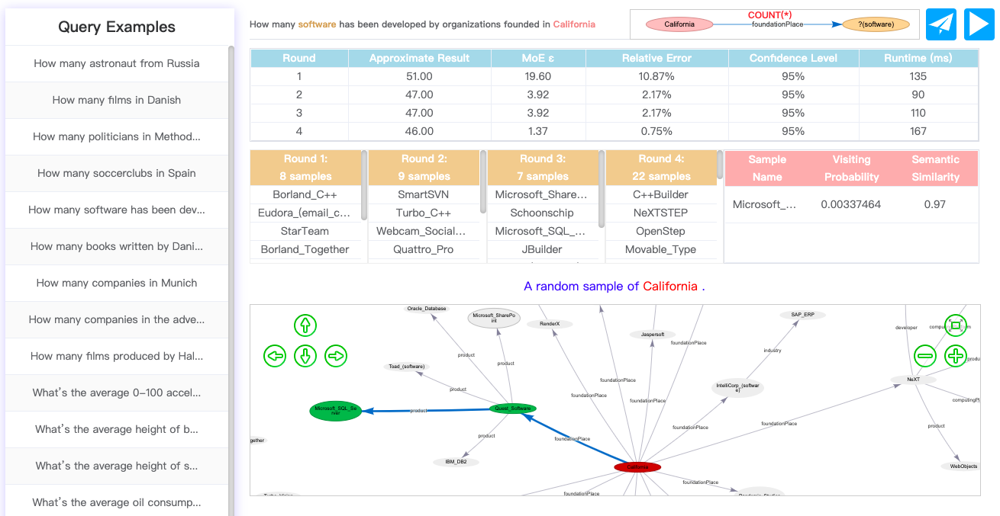 Query Examples
How many astronaut from Russia
How many films in Danish
How many politicians in Method...
How many soccerclubs in Spain
How many software has been dev...
How many books written by Dani...
How many companies in Munich
How many companies in the adve...
How many films produced by Hal...
What's the average 0-100 accel...
What's the average height of b...
What's the average height of s...
What's the average oil consump...
How many software has been developed by organizations founded in California
COUNT(*)
California
foundationPlace
?(software)
Round Approximate Result MoE ε Relative Error Confidence Level Runtime (ms)
1 51.00 19.60 10.87% 95% 135
2 47.00 3.92 2.17% 95% 90
3 47.00 3.92 2.17% 95% 110
4 46.00 1.37 0.75% 95% 167
Round 1:
8 samples
Borland_C++
Eudora_(email_c...
StarTeam
Borland_Together
Round 2:
9 samples
SmartSVN
Turbo_C++
Webcam_Social...
Quattro_Pro
Round 3:
7 samples
Microsoft_Share...
Schoonschip
Microsoft_SQL_...
JBuilder
Round 4:
22 samples
C++Builder
NeXTSTEP
OpenStep
Movable_Type
Sample Visiting Semantic
Name Probability Similarity
Microsoft_... 0.00337464 0.97
A random sample of California .
Oracle_Database
Microsoft_SharePo
int
RenderX
Jaspersoft
SAP_ERP
developer
foundationPlace
industry
product
product
Toad_(software)
product
foundationPlace
foundationPlace
foundationPlace
IntelliCorp_(softwar
e)
NeXT
computingPl
Microsoft_SQL_Se
rver
product
Quest_Software
foundationPlace
foundationPlace
foundationPlace
product
product
gether
IBM_DB2
California
WebObjects
foundationPlace
foundationPlace